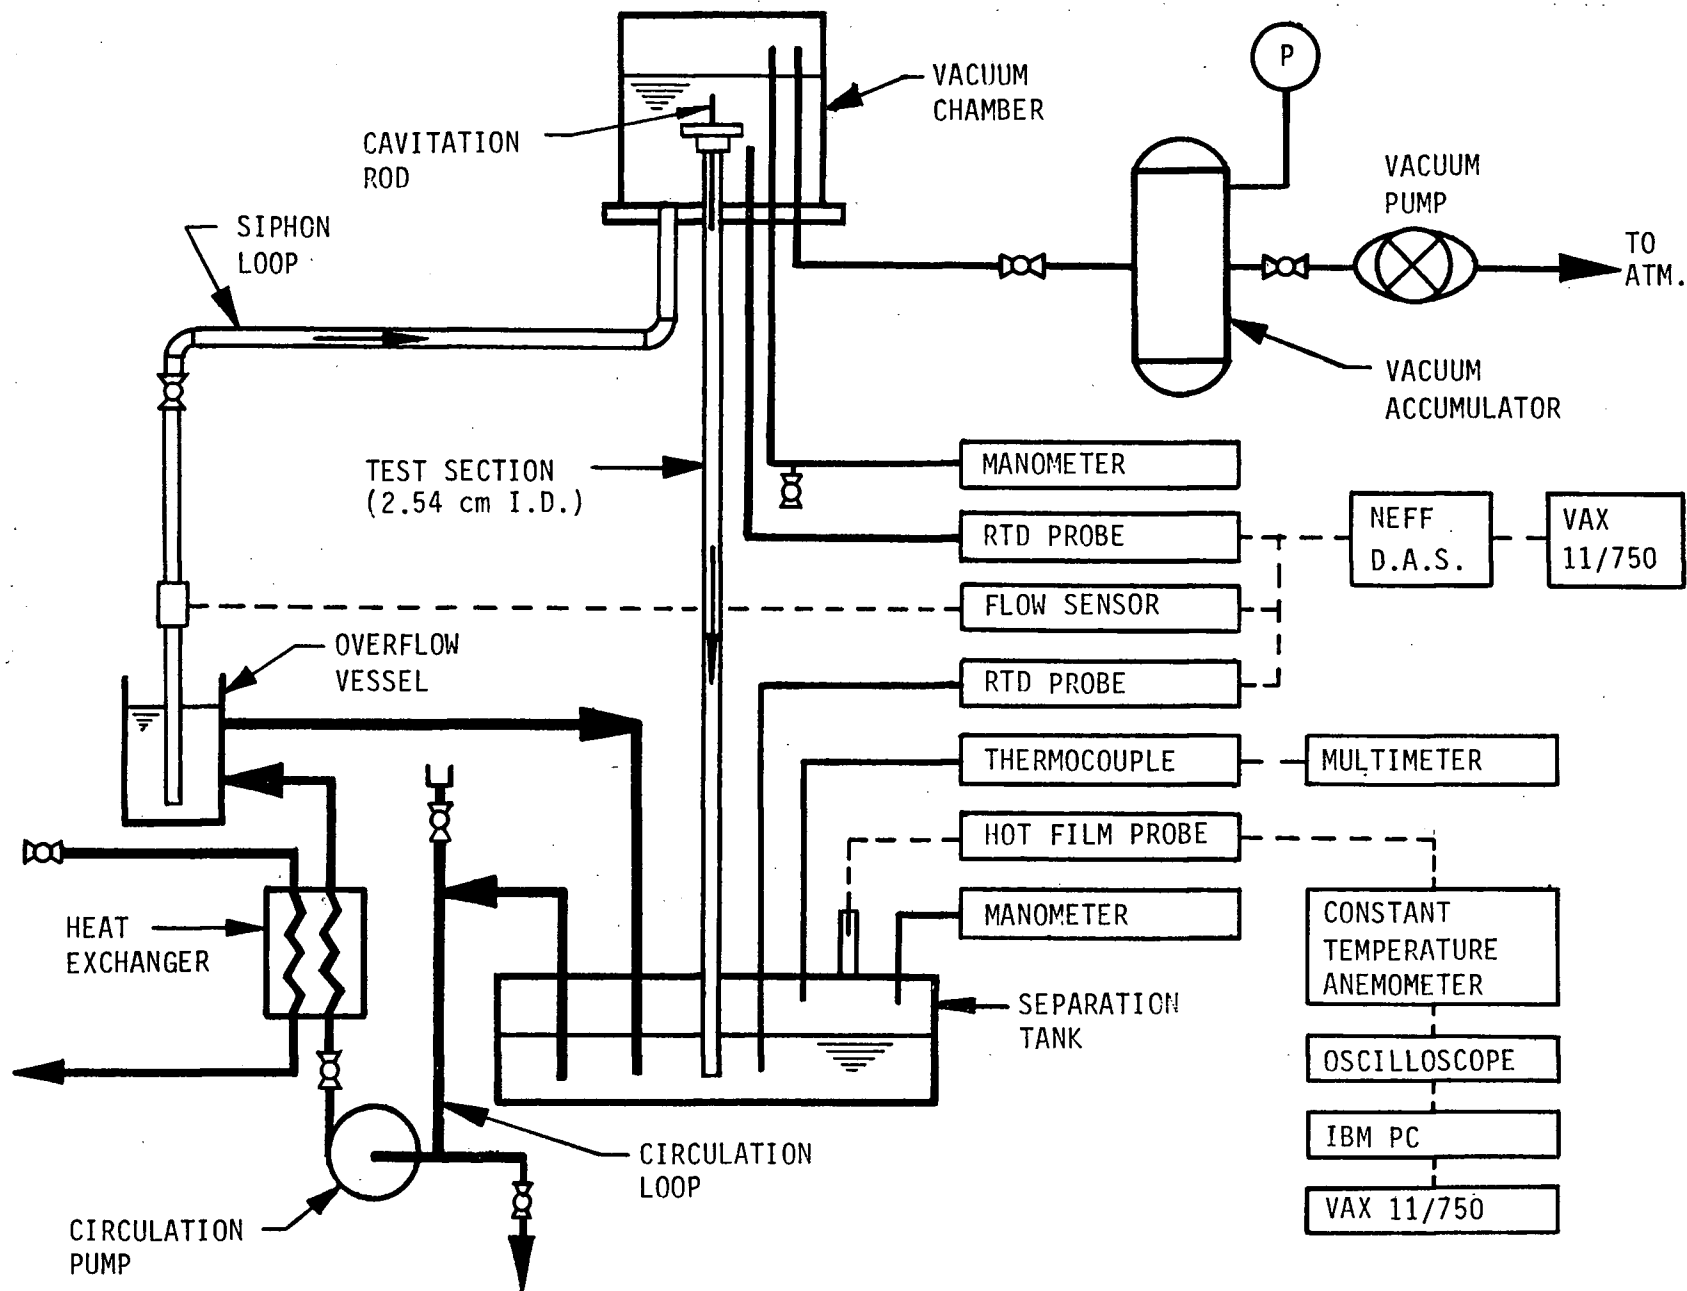 P
VACUUM
CHAMBER
CAVITATION
ROD
VACUUM
PUMP
SIPHON
LOOP
TO
ATM.
VACUUM
ACCUMULATOR
TEST SECTION
(2.54 cm I.D.)
MANOMETER
RTD PROBE
NEFF
D.A.S.
VAX
11/750
FLOW SENSOR
OVERFLOW
VESSEL
RTD PROBE
THERMOCOUPLE
MULTIMETER
HOT FILM PROBE
MANOMETER
CONSTANT
TEMPERATURE
ANEMOMETER
HEAT
EXCHANGER
SEPARATION
TANK
OSCILLOSCOPE
IBM PC
CIRCULATION
LOOP
VAX 11/750
CIRCULATION
PUMP